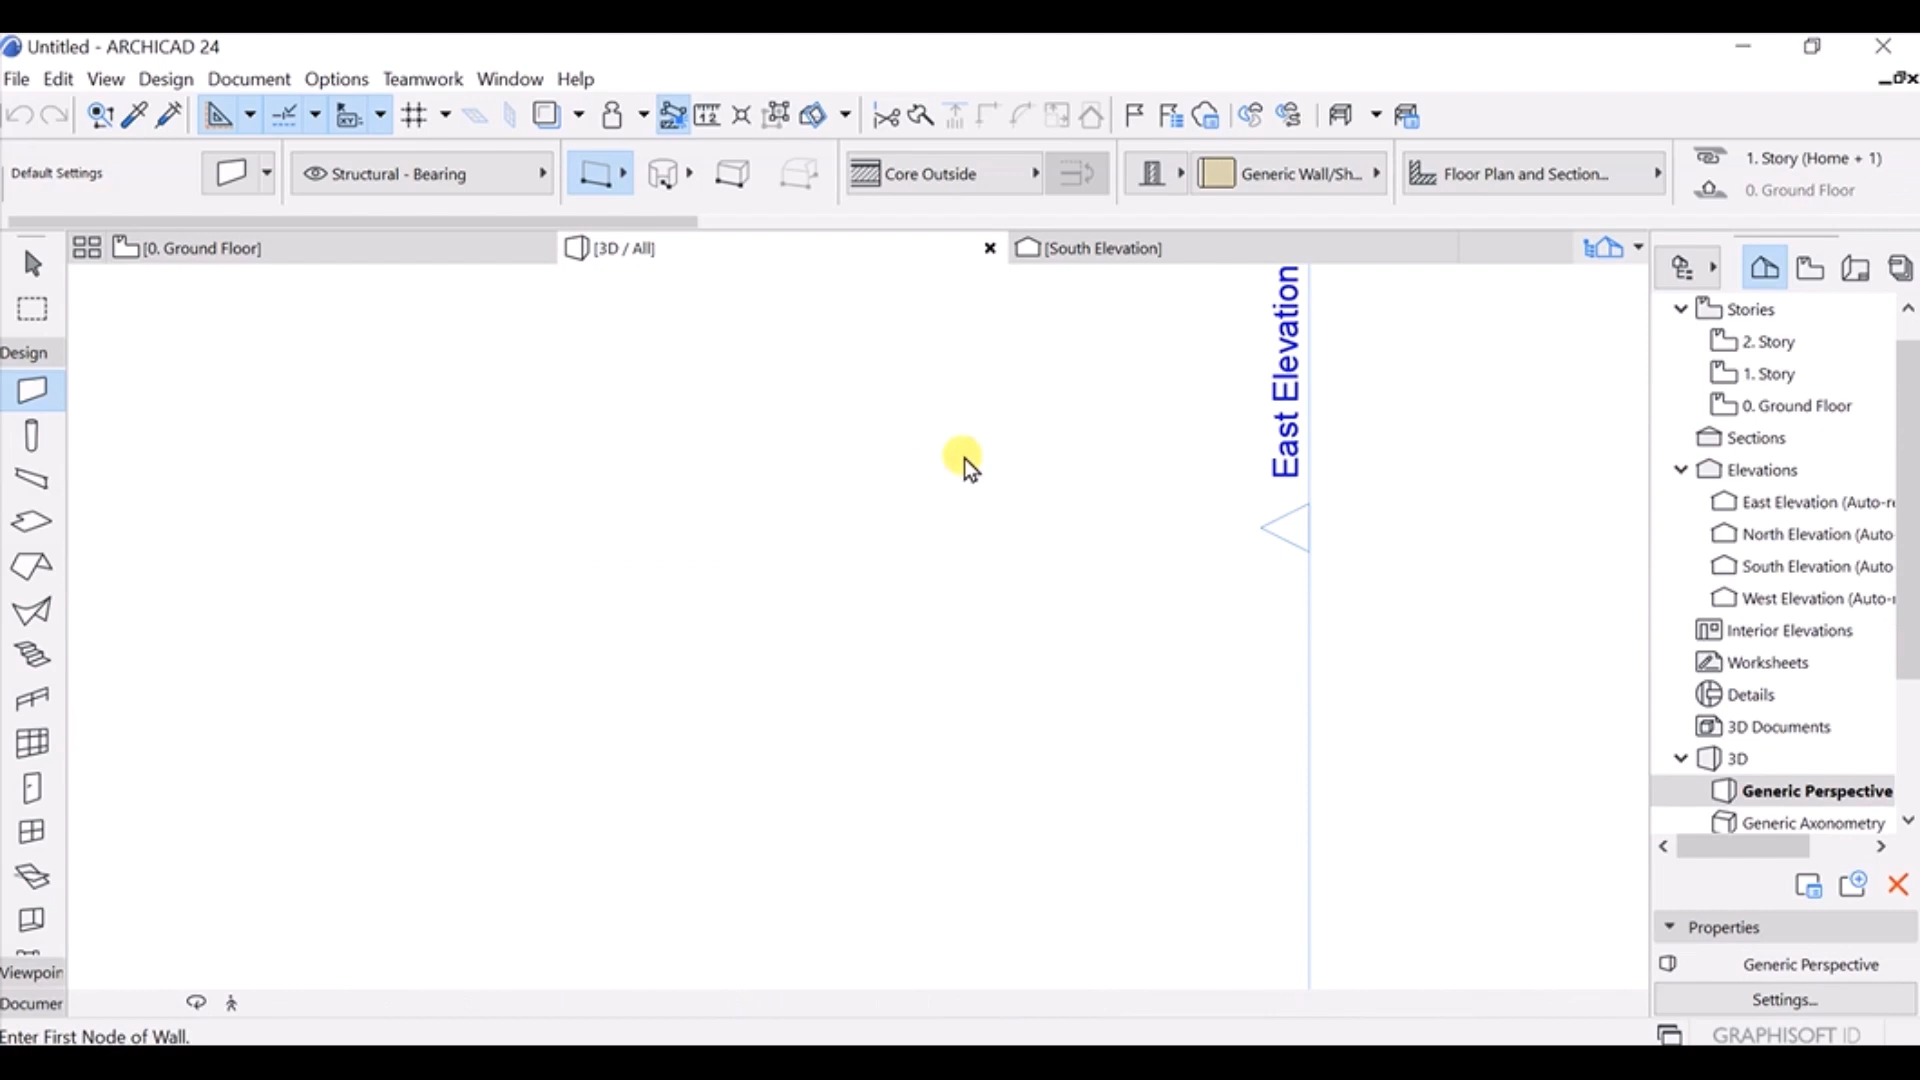 Untitled - ARCHICAD 24
File Edit View Design Document Options Teamwork Window Help
Default Settings
Structural - Bearing
Core Outside
Generic Wall/Sh...
Floor Plan and Section...
1. Story (Home + 1)
0. Ground Floor
[0. Ground Floor]
[3D / All]
[South Elevation]
Design
Viewpoin
Documer
East Elevation
Stories
2. Story
1. Story
0. Ground Floor
Sections
Elevations
East Elevation (Auto-re
North Elevation (Auto
South Elevation (Auto
West Elevation (Auto-r
Interior Elevations
Worksheets
Details
3D Documents
3D
Generic Perspective
Generic Axonometry
Properties
Generic Perspective
Settings...
Enter First Node of Wall.
GRAPHISOFT ID